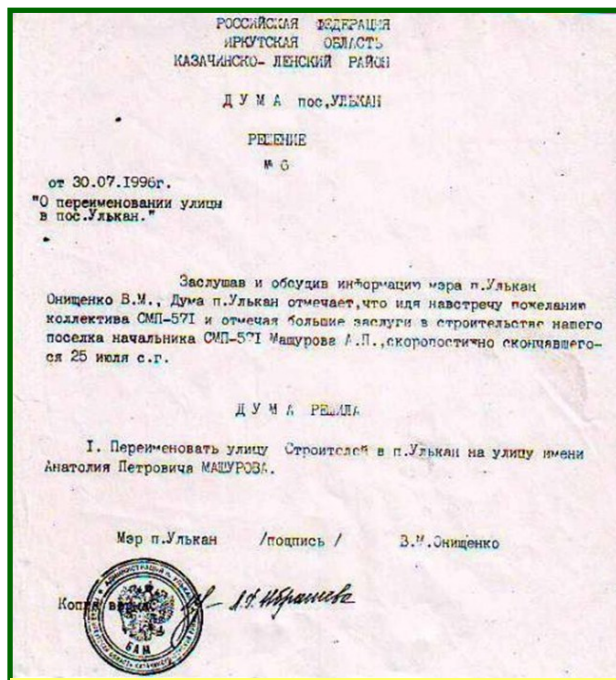 РОССИЙСКАЯ ФЕДЕРАЦИЯ
ИРКУТСКАЯ ОБЛАСТЬ
КАЗАЧИНСКО- ЛЕНСКИЙ РАЙОН
Д У М А пос,УЛЬКАН
РЕШЕНИЕ
№ 6
от 30.07.1996г.
"О переименовании улицы
в пос.Улькан."
Заслушав и обсудив информацию мэра п.Улькан
Онищенко В.М., Дума п.Улькан отмечает,что идя навстречу пожеланию
коллектива СМП-571 и отмечая большие заслуги в строительстве нашего
поселка начальника СМП-571 Машурова А.П.,скоропостижно скончавшего-
ся 25 июля с.г.
Д У М А РЕШИЛА
I. Переименовать улицу Строителей в п.Улькан на улицу имени
Анатолия Петровича МАШУРОВА.
Мэр п.Улькан /подпись / В.М.Онищенко
Копия верна
БАМ